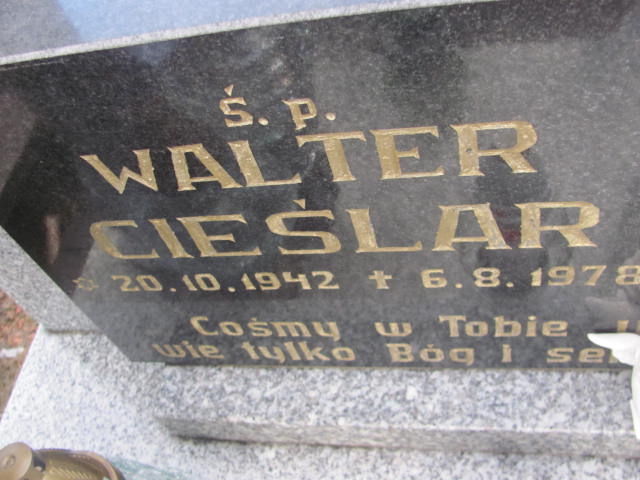 Ś. p.
WALTER
CIEŚLAR
* 20.10.1942 + 6.8.1978
Cośmy w Tobie
wie tylko Bóg i